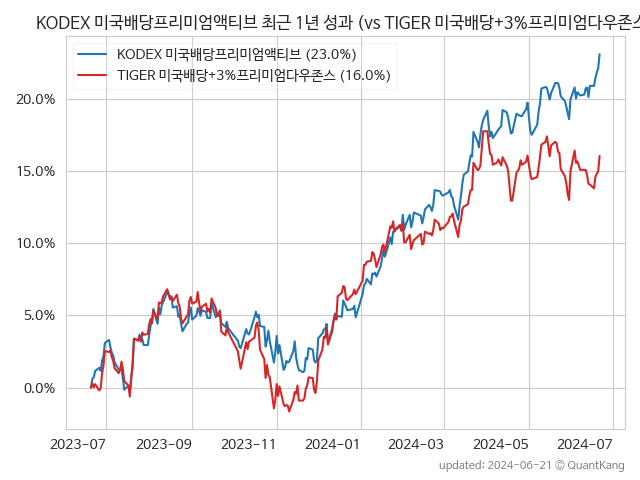 KODEX 미국배당프리미엄액티브 최근 1년 성과 (vs TIGER 미국배당+3%프리미엄다우존스
KODEX 미국배당프리미엄액티브 (23.0%)
TIGER 미국배당+3%프리미엄다우존스 (16.0%)
20.0%
15.0%
10.0%
5.0%
0.0%
2023-07 2023-09 2023-11 2024-01 2024-03 2024-05 2024-07
updated: 2024-06-21 © QuantKang